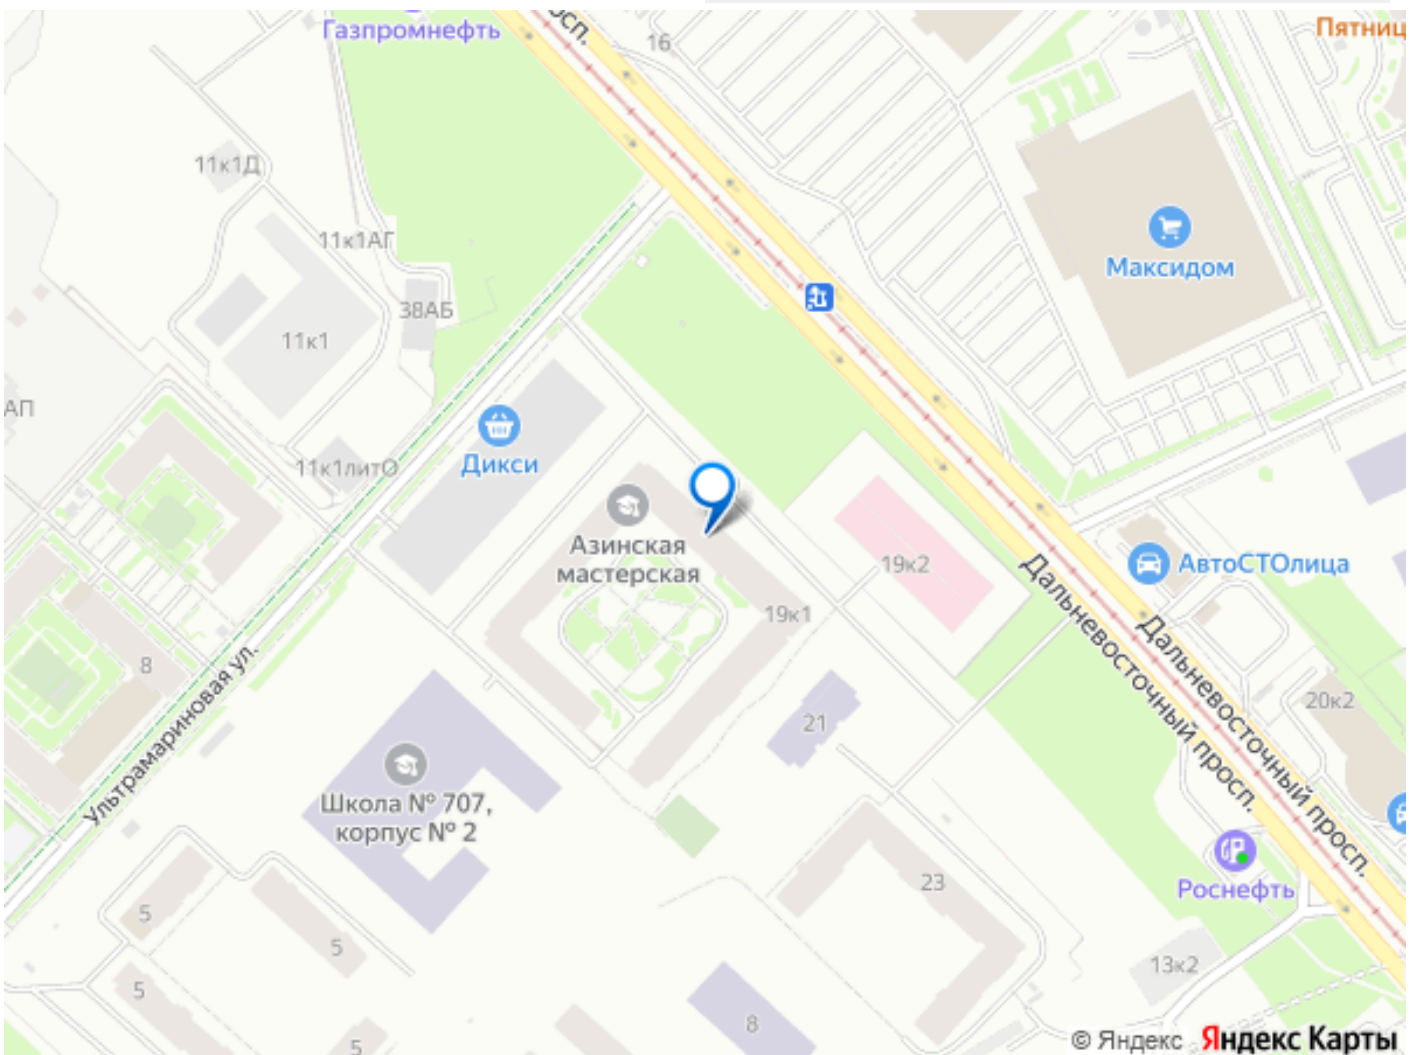 Газпромнефть
осп.
16
Пятниц
11к1Д
11к1АГ
38АБ
11к1
Максидом
АП
11к1литО
Дикси
Азинская
мастерская
19к2
АвтоСТОлица
19к1
8
Ультрамариновая ул.
Дальневосточный просп.
Дальневосточный просп.
20к2
21
Школа № 707,
корпус № 2
Роснефть
23
5
5
5
5
13к2
8
© Яндекс Яндекс Карты